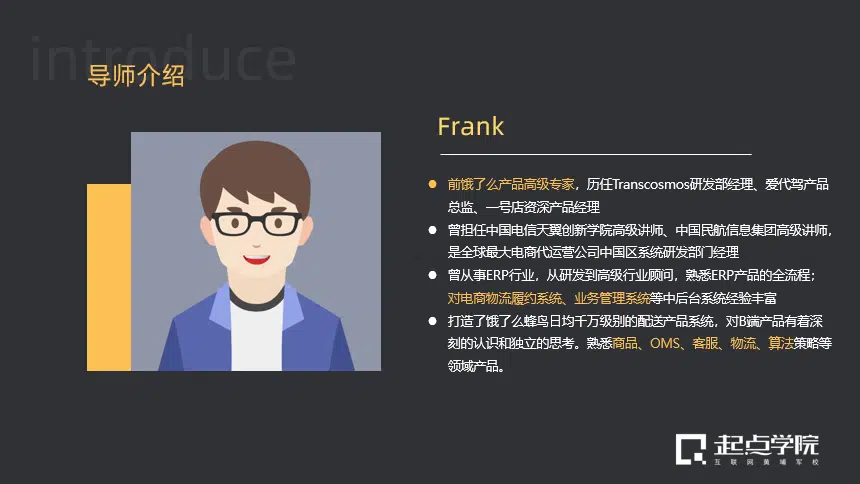 introduce
导师介绍
Frank
前饿了么产品高级专家，历任Transcosmos研发部经理、爱代驾产品
总监、一号店资深产品经理
曾担任中国电信天翼创新学院高级讲师、中国民航信息集团高级讲师，
是全球最大电商代运营公司中国区系统研发部门经理
曾从事ERP行业，从研发到高级行业顾问，熟悉ERP产品的全流程；
对电商物流履约系统、业务管理系统等中后台系统经验丰富
打造了饿了么蜂鸟日均千万级别的配送产品系统，对B端产品有着深
刻的认识和独立的思考。熟悉商品、OMS、客服、物流、算法策略等
领域产品。
起点学院
互联网黄埔军校